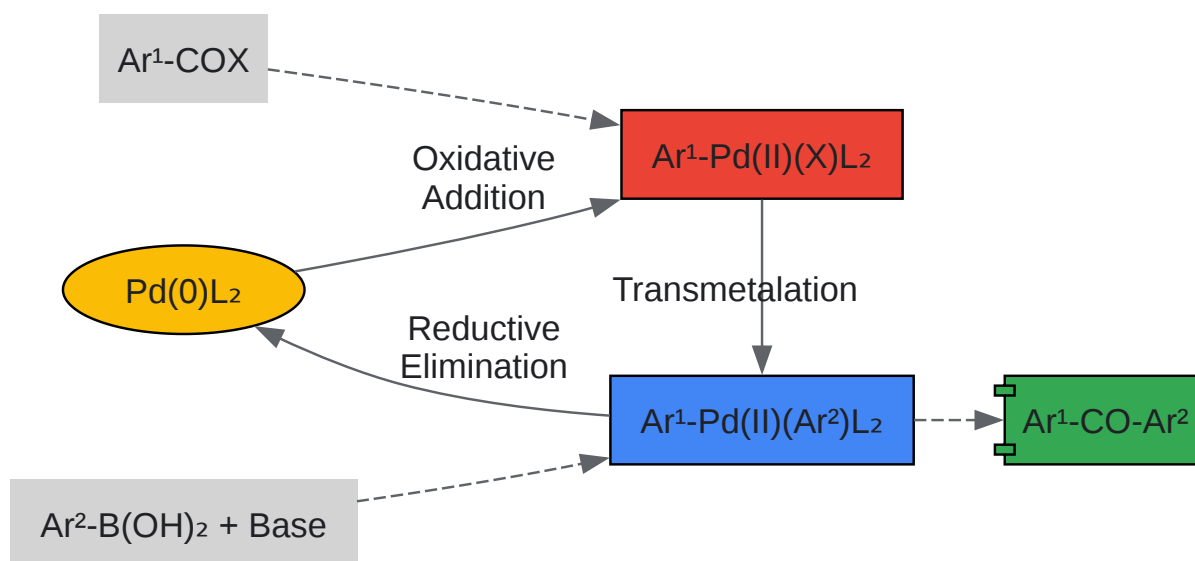 Ar¹-COX
Oxidative
Addition
Ar¹-Pd(II)(X)L₂
Pd(0)L₂
Transmetalation
Reductive
Elimination
Ar¹-Pd(II)(Ar²)L₂
Ar¹-CO-Ar²
Ar²-B(OH)₂ + Base